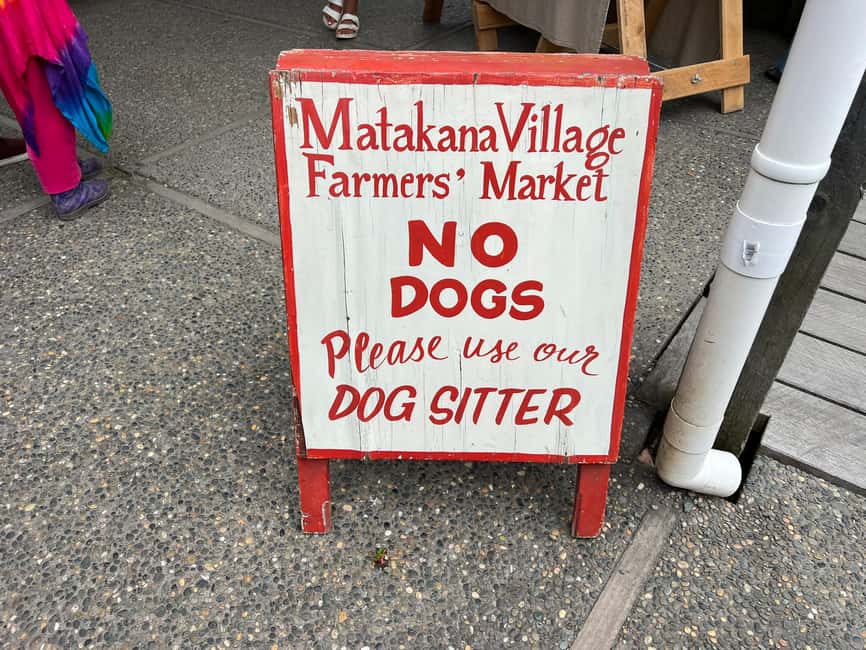 Matakana Village
Farmers' Market
NO
DOGS
Please use our
DOG SITTER